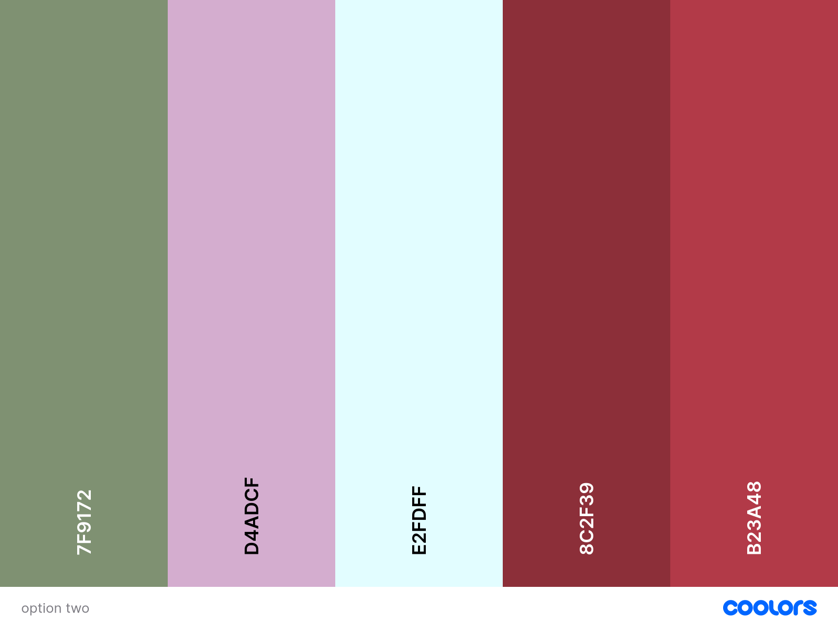 7F9172
D4ADCF
E2FDFF
8C2F39
B23A48
option two
coolors